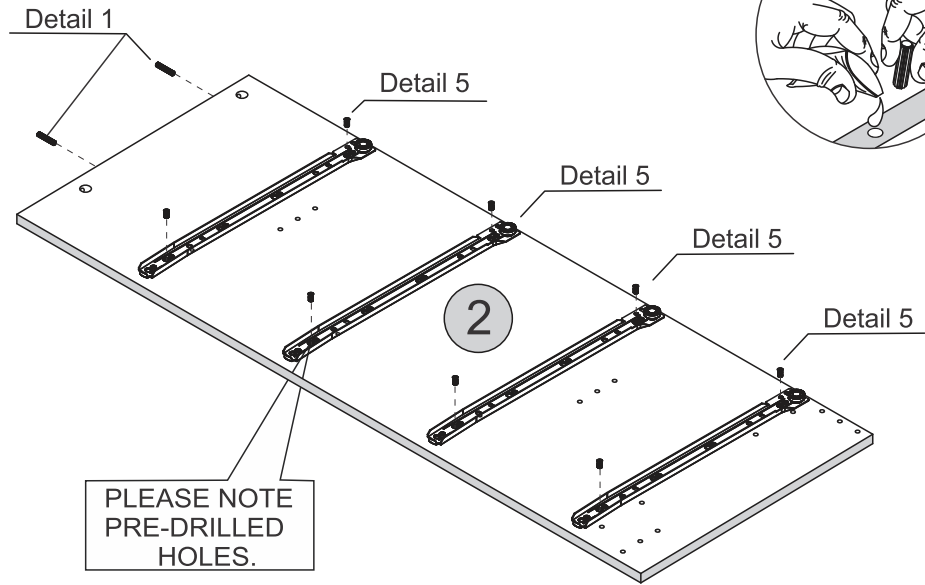 Detail 1
Detail 5
Detail 5
Detail 5
Detail 5
2
PLEASE NOTE
PRE-DRILLED
HOLES.